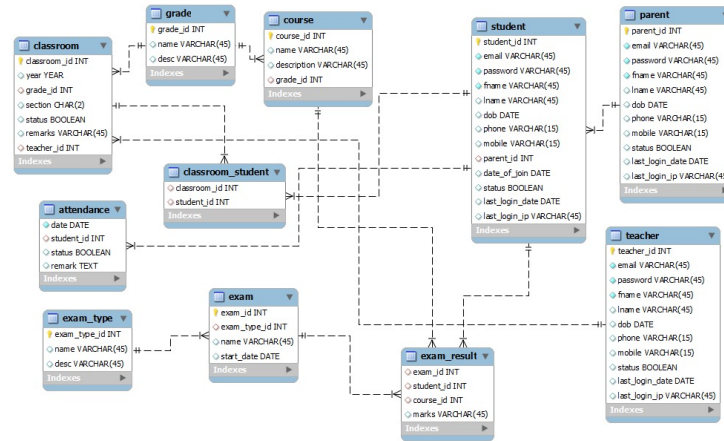 grade
grade_id INT
name VARCHAR(45)
desc VARCHAR(45)
Indexes
course
course_id INT
name VARCHAR(45)
description VARCHAR(45)
grade_id INT
Indexes
classroom
classroom_id INT
year YEAR
grade_id INT
section CHAR(2)
status BOOLEAN
remarks VARCHAR(45)
teacher_id INT
Indexes
student
student_id INT
email VARCHAR(45)
password VARCHAR(45)
fname VARCHAR(45)
lname VARCHAR(45)
dob DATE
phone VARCHAR(15)
mobile VARCHAR(15)
parent_id INT
date_of_join DATE
status BOOLEAN
last_login_date DATE
last_login_ip VARCHAR(45)
Indexes
parent
parent_id INT
email VARCHAR(45)
password VARCHAR(45)
fname VARCHAR(45)
lname VARCHAR(45)
dob DATE
phone VARCHAR(15)
mobile VARCHAR(15)
status BOOLEAN
last_login_date DATE
last_login_ip VARCHAR(45
Indexes
classroom_student
classroom_id INT
student_id INT
Indexes
attendance
date DATE
student_id INT
status BOOLEAN
remark TEXT
Indexes
teacher
teacher_id INT
email VARCHAR(45)
password VARCHAR(45)
fname VARCHAR(45)
lname VARCHAR(45)
dob DATE
phone VARCHAR(15)
mobile VARCHAR(15)
status BOOLEAN
last_login_date DATE
last_login_ip VARCHAR(45)
Indexes
exam_type
exam_type_id INT
name VARCHAR(45)
desc VARCHAR(45)
Indexes
exam
exam_id INT
exam_type_id INT
name VARCHAR(45)
start_date DATE
Indexes
exam_result
exam_id INT
student_id INT
course_id INT
marks VARCHAR(45)
Indexes